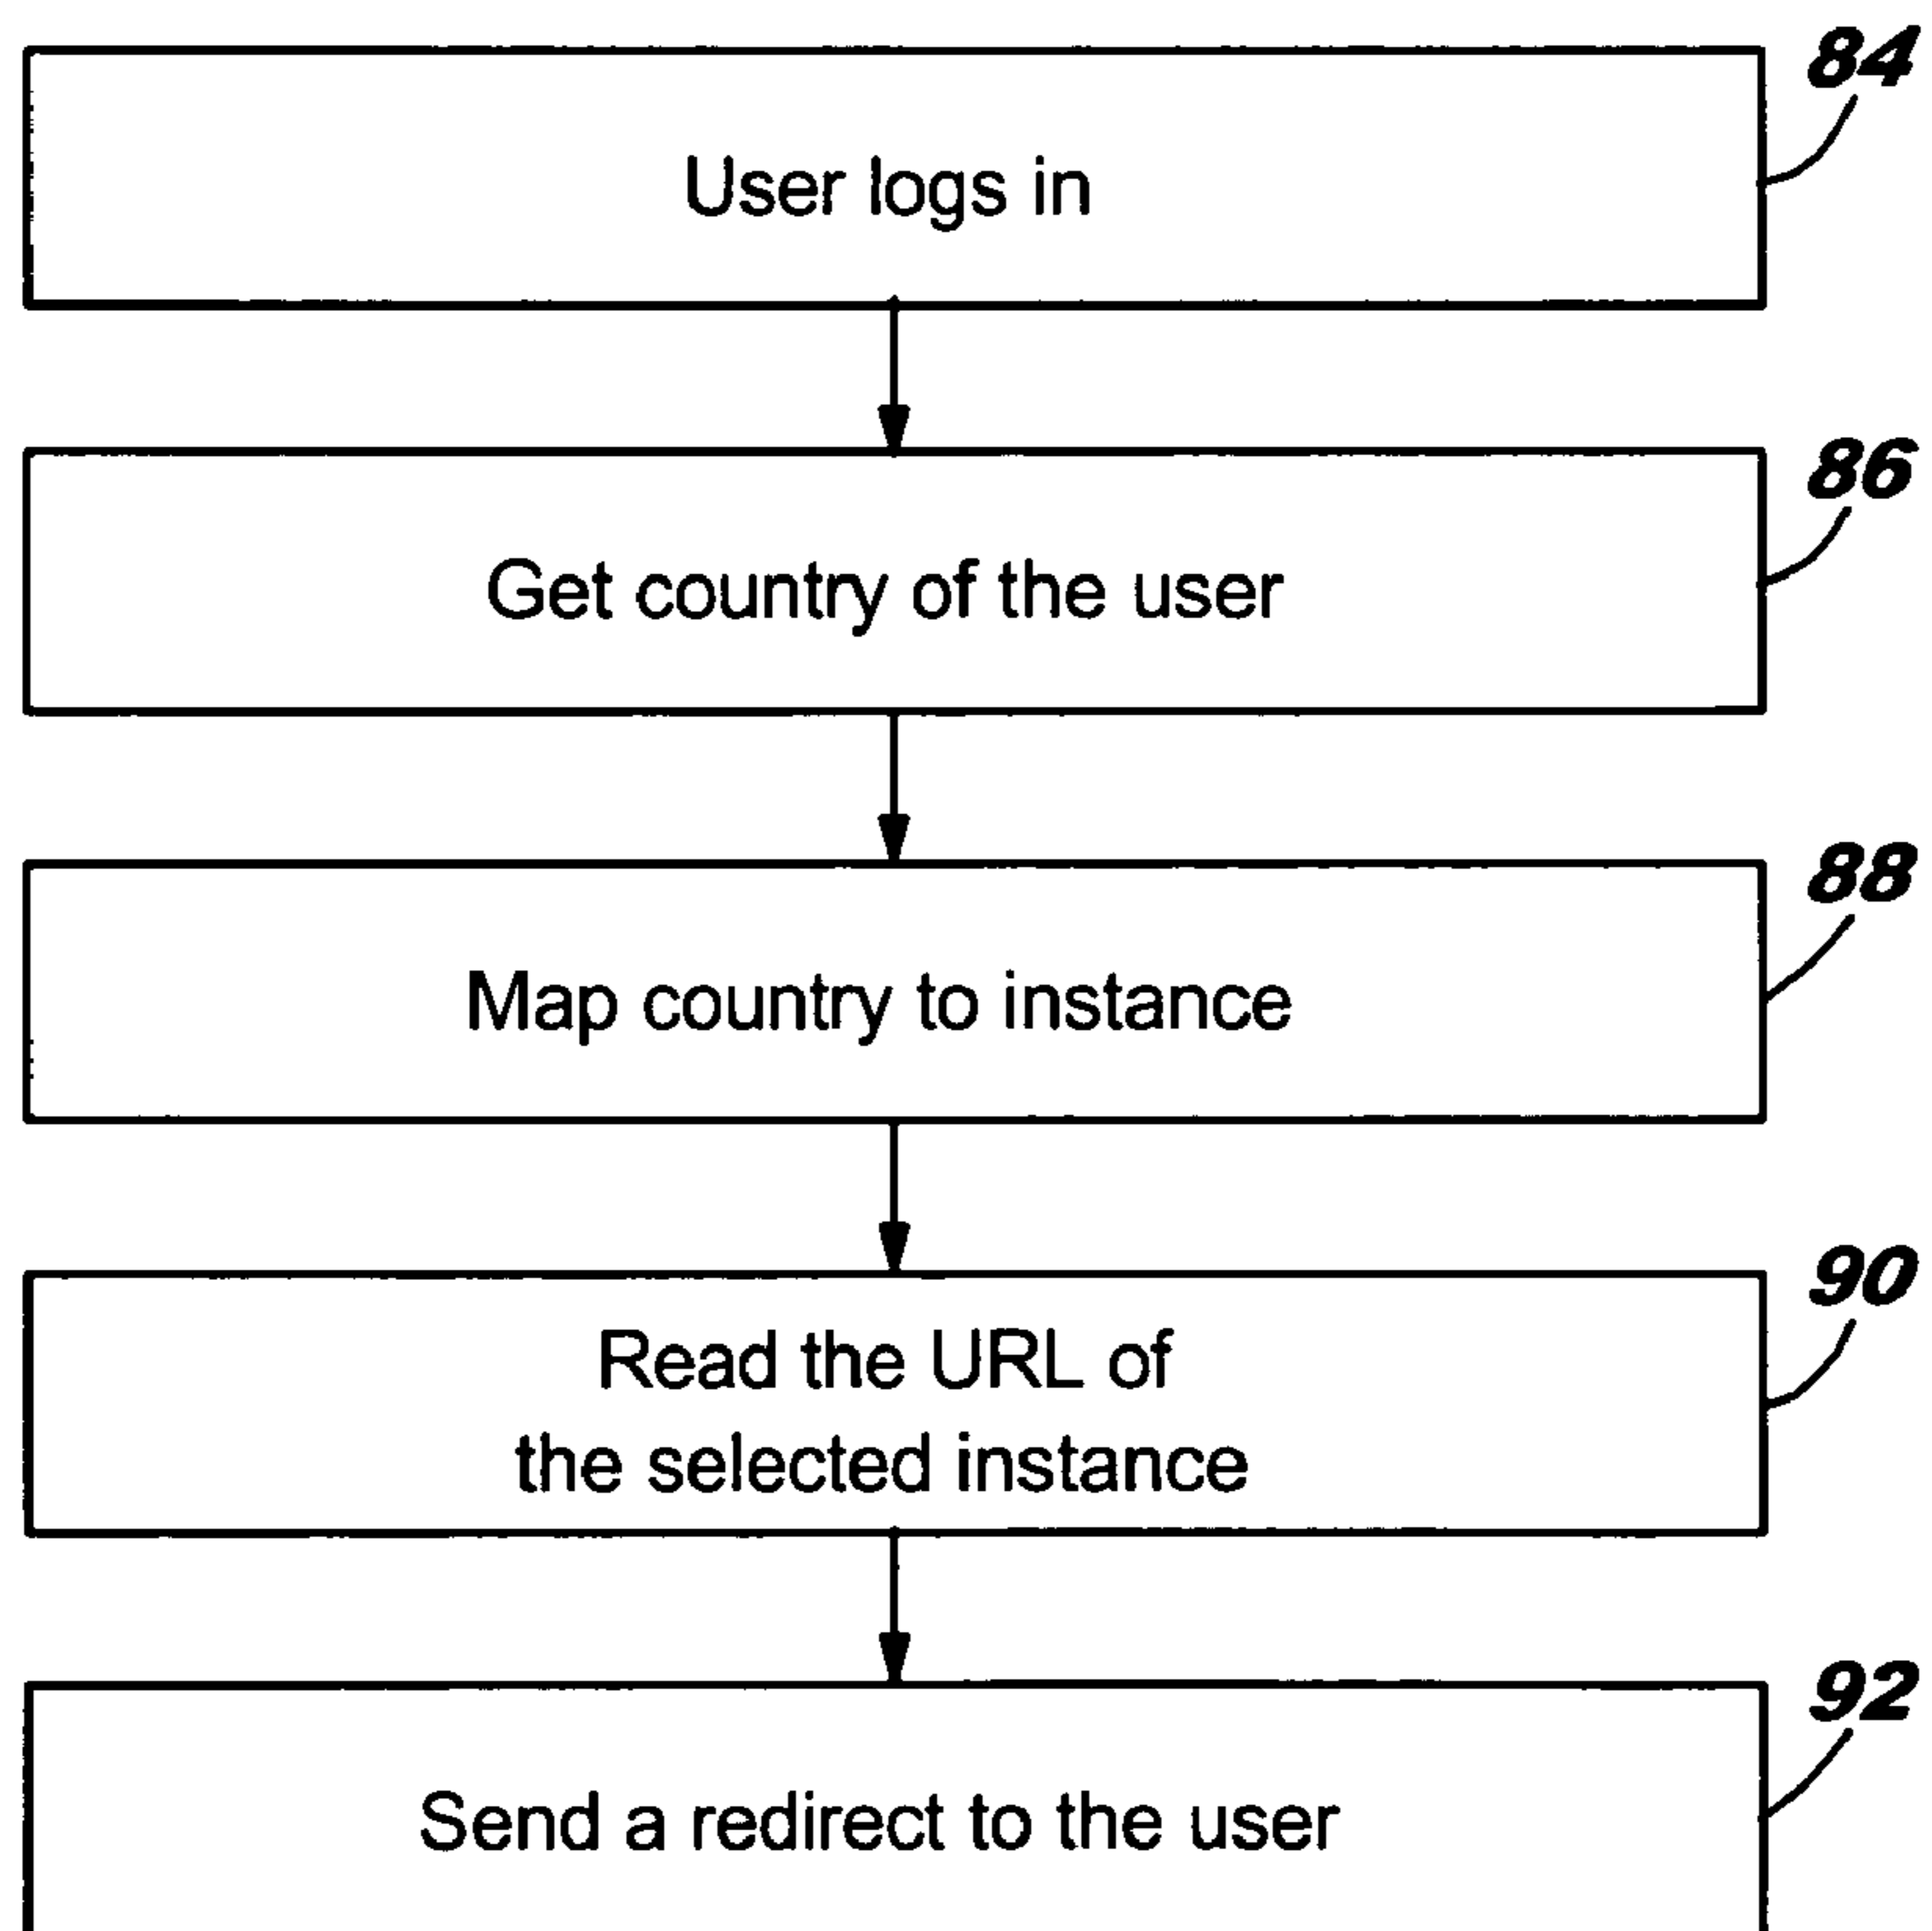 84
User logs in
86
Get country of the user
88
Map country to instance
90
Read the URL of
the selected instance
92
Send a redirect to the user